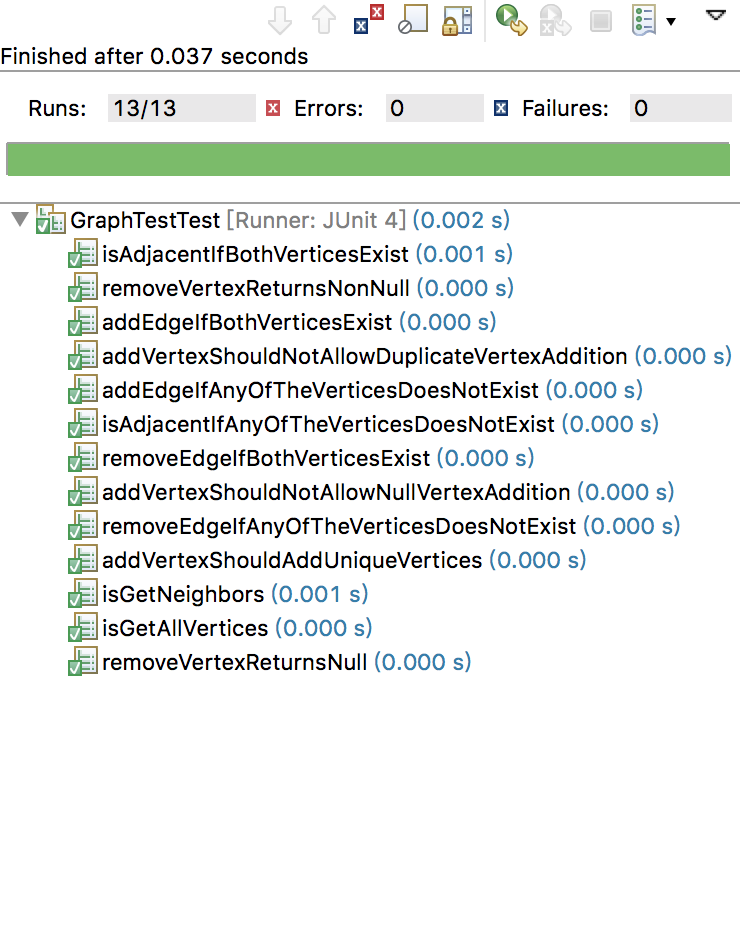 Finished after 0.037 seconds
Runs: 13/13 Errors: 0 Failures: 0
GraphTestTest [Runner: JUnit 4] (0.002 s)
isAdjacentIfBothVerticesExist (0.001 s)
removeVertexReturnsNonNull (0.000 s)
addEdgeIfBothVerticesExist (0.000 s)
addVertexShouldNotAllowDuplicateVertexAddition (0.000 s)
addEdgeIfAnyOfTheVerticesDoesNotExist (0.000 s)
isAdjacentIfAnyOfTheVerticesDoesNotExist (0.000 s)
removeEdgeIfBothVerticesExist (0.000 s)
addVertexShouldNotAllowNullVertexAddition (0.000 s)
removeEdgeIfAnyOfTheVerticesDoesNotExist (0.000 s)
addVertexShouldAddUniqueVertices (0.000 s)
isGetNeighbors (0.001 s)
isGetAllVertices (0.000 s)
removeVertexReturnsNull (0.000 s)